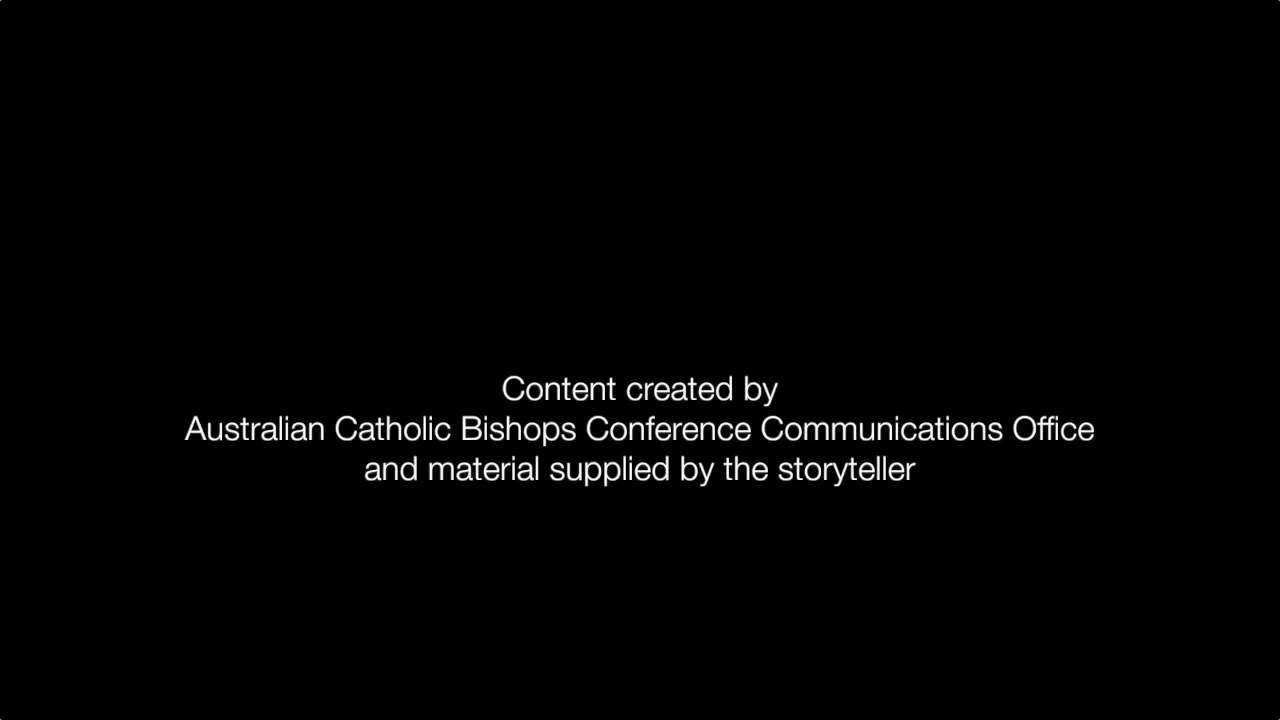 Content created by
Australian Catholic Bishops Conference Communications Office
and material supplied by the storyteller